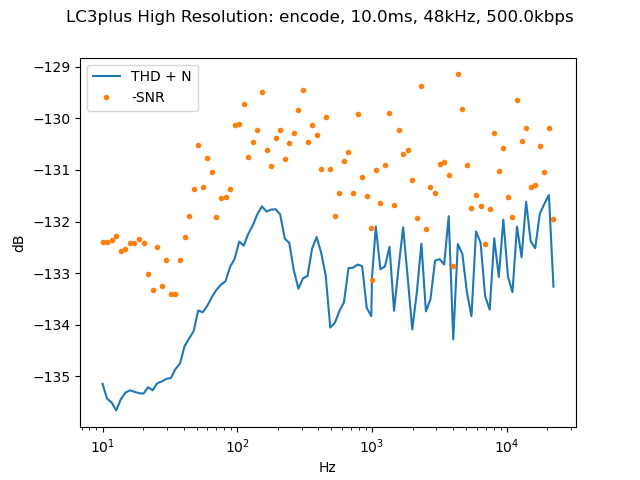 LC3plus High Resolution: encode, 10.0ms, 48kHz, 500.0kbps
THD + N
-SNR
−129
−130
−131
−132
−133
−134
−135
dB
10¹
10²
10³
10⁴
Hz